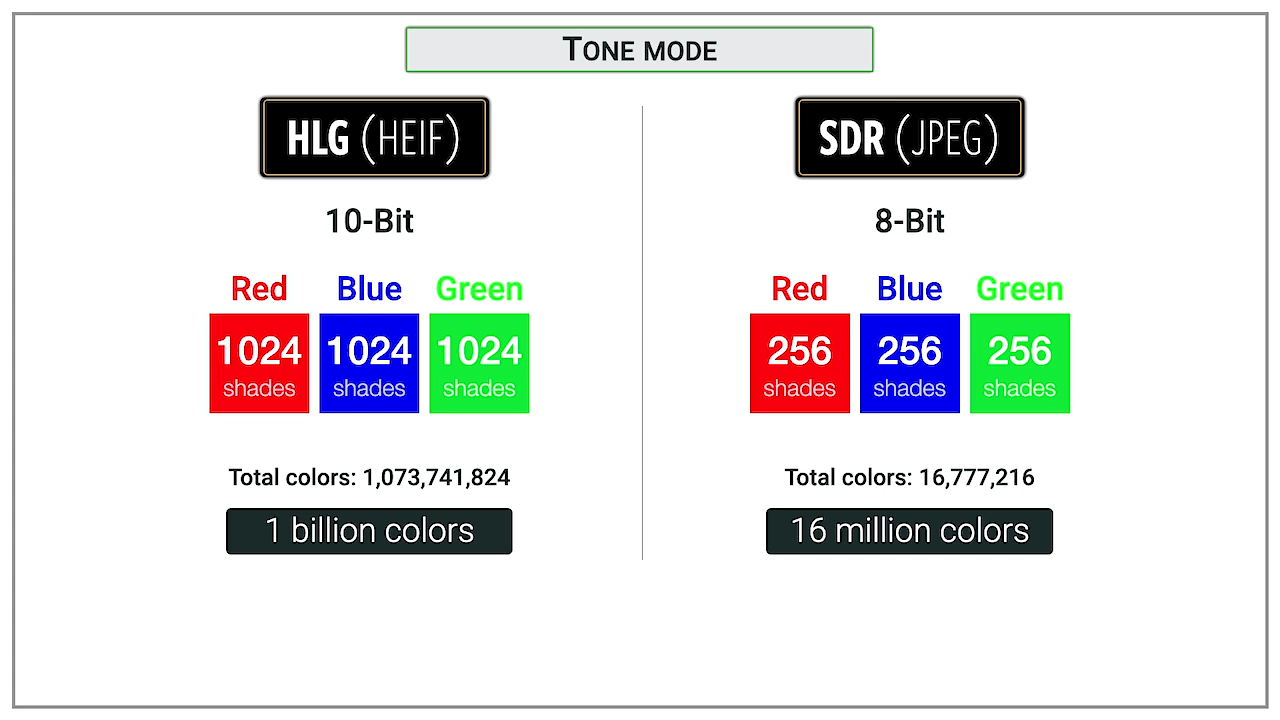 TONE MODE
HLG (HEIF)
10-Bit
Red Blue Green
1024 1024 1024
shades shades shades
Total colors: 1,073,741,824
1 billion colors
SDR (JPEG)
8-Bit
Red Blue Green
256 256 256
shades shades shades
Total colors: 16,777,216
16 million colors